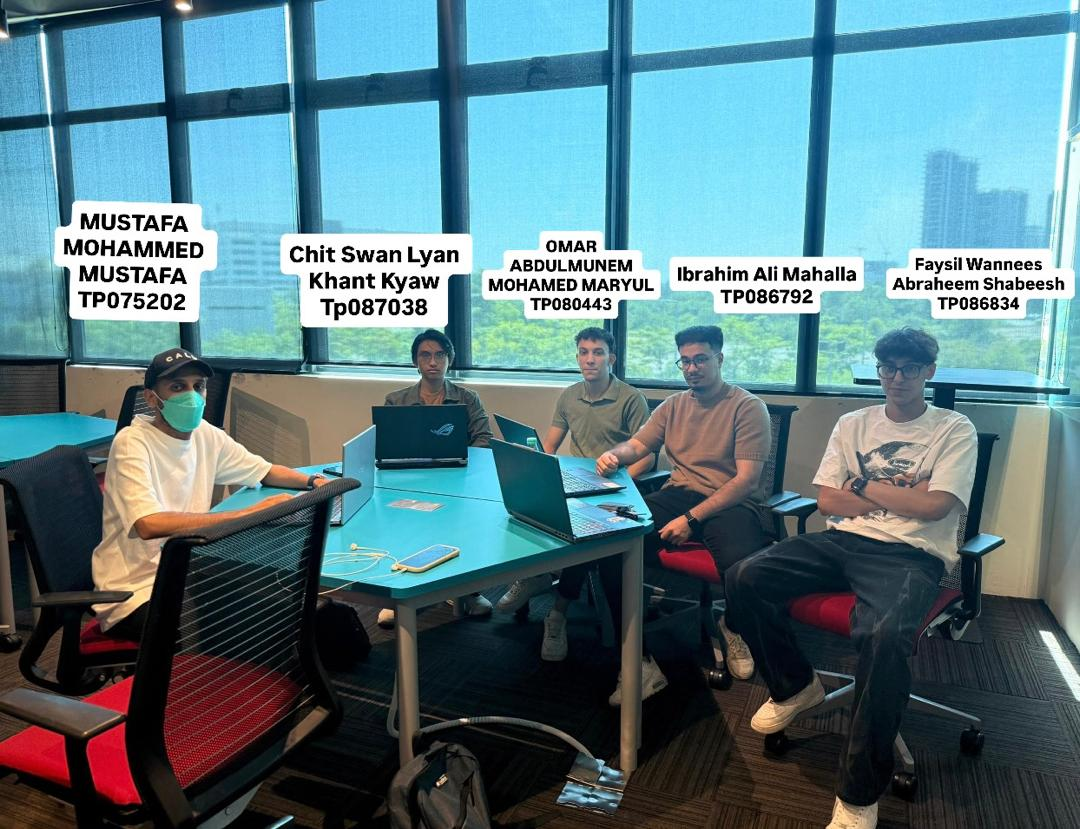 MUSTAFA
MOHAMMED
MUSTAFA
TP075202
Chit Swan Lyan
Khant Kyaw
Tp087038
OMAR
ABDULMUNEM
MOHAMED MARYUL
TP080443
Ibrahim Ali Mahalla
TP086792
Faysil Wannees
Abraheem Shabeesh
TP086834